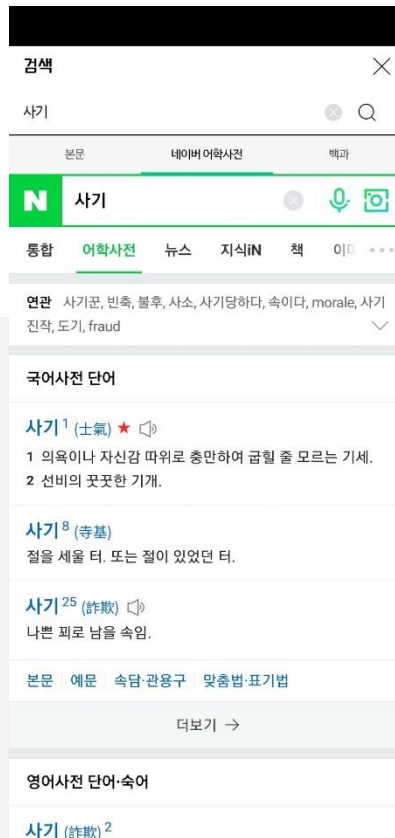 검색
사기
본문 네이버 어학사전 백과
N 사기
통합 어학사전 뉴스 지식iN 책
연관 사기꾼, 빈축, 불후, 사소, 사기당하다, 속이다, morale, 사기
진작, 도기, fraud
국어사전 단어
사기1 (士氣) ★
1 의욕이나 자신감 따위로 충만하여 굽힐 줄 모르는 기세.
2 선비의 꿋꿋한 기개.
사기8 (寺基)
절을 세울 터. 또는 절이 있었던 터.
사기25 (詐欺)
나쁜 꾀로 남을 속임.
본문 예문 속담·관용구 맞춤법·표기법
더보기 →
영어사전 단어·숙어
사기 (詐欺) 2